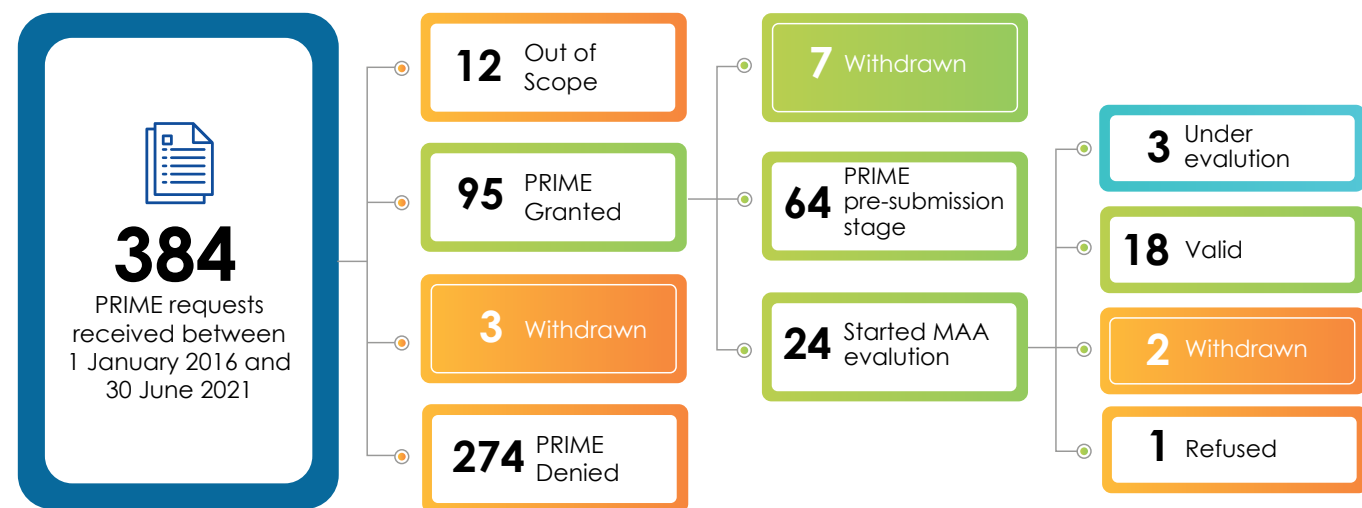 384
PRIME requests
received between
1 January 2016 and
30 June 2021
12 Out of
Scope
95 PRIME
Granted
3 Withdrawn
274 PRIME
Denied
7 Withdrawn
64 PRIME
pre-submission
stage
24 Started MAA
evalution
3 Under
evalution
18 Valid
2 Withdrawn
1 Refused